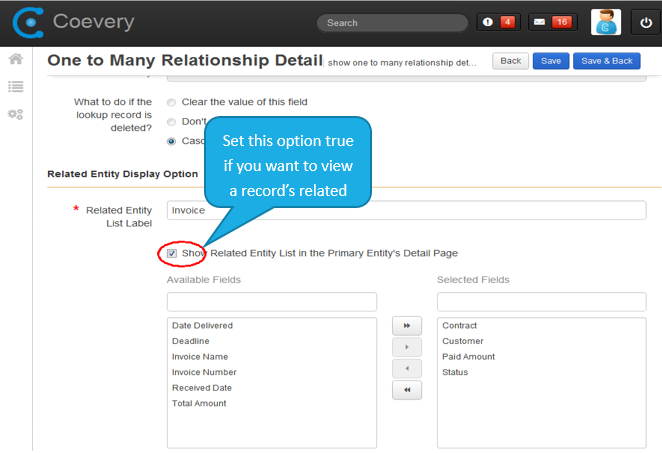 Coevery
Search
4
16
One to Many Relationship Detail
show one to many relationship det...
Back
Save
Save & Back
What to do if the
lookup record is
deleted?
Clear the value of this field
Don't
Casc
Set this option true
if you want to view
a record's related
Related Entity Display Option
* Related Entity
List Label
Invoice
Show Related Entity List in the Primary Entity's Detail Page
Available Fields
Date Delivered
Deadline
Invoice Name
Invoice Number
Received Date
Total Amount
Selected Fields
Contract
Customer
Paid Amount
Status